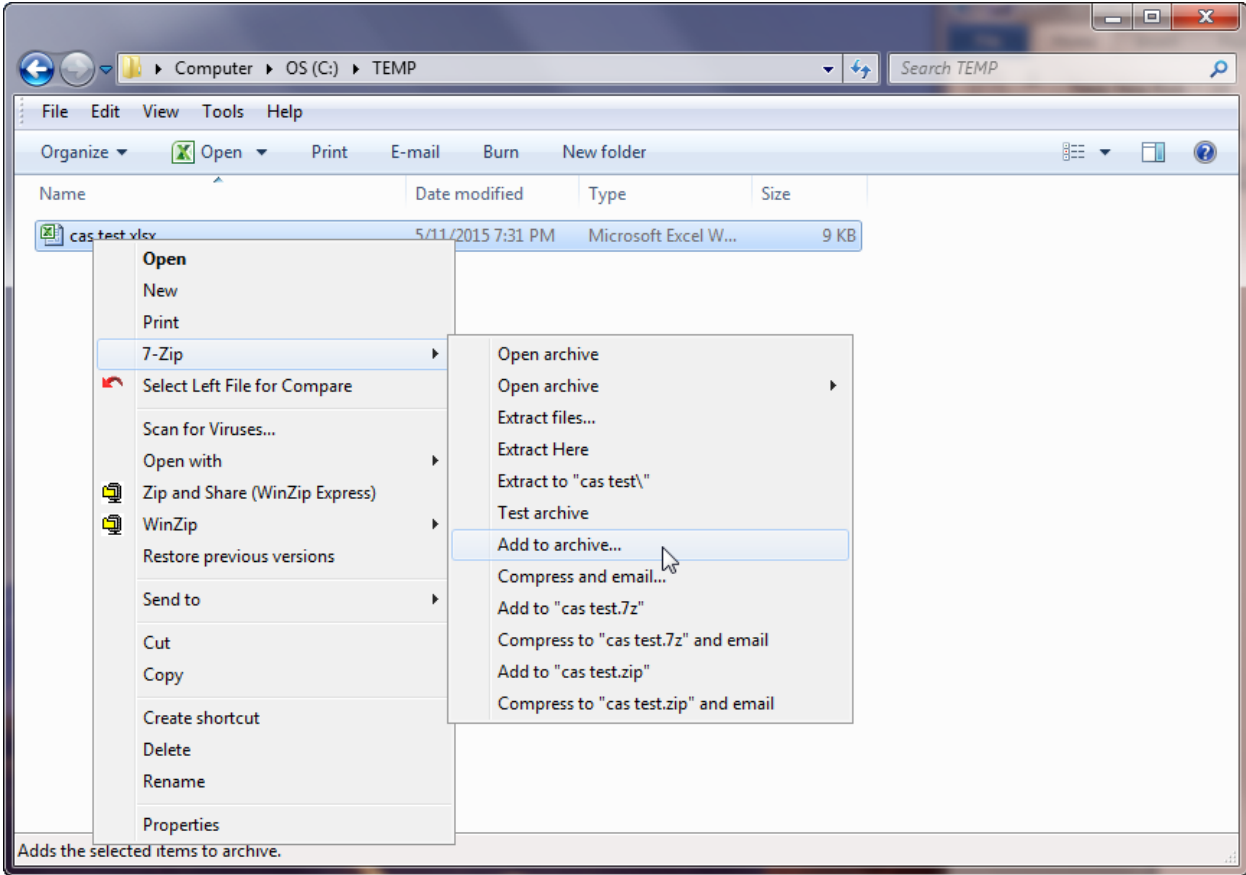 Computer OS (C:) TEMP
Search TEMP
File Edit View Tools Help
Organize Open Print E-mail Burn New folder
Name Date modified Type Size
cas test.xlsx 5/11/2015 7:31 PM Microsoft Excel W... 9 KB
Open
New
Print
7-Zip
Select Left File for Compare
Scan for Viruses...
Open with
Zip and Share (WinZip Express)
WinZip
Restore previous versions
Send to
Cut
Copy
Create shortcut
Delete
Rename
Properties
Open archive
Open archive
Extract files...
Extract Here
Extract to "cas test\"
Test archive
Add to archive...
Compress and email...
Add to "cas test.7z"
Compress to "cas test.7z" and email
Add to "cas test.zip"
Compress to "cas test.zip" and email
Adds the selected items to archive.